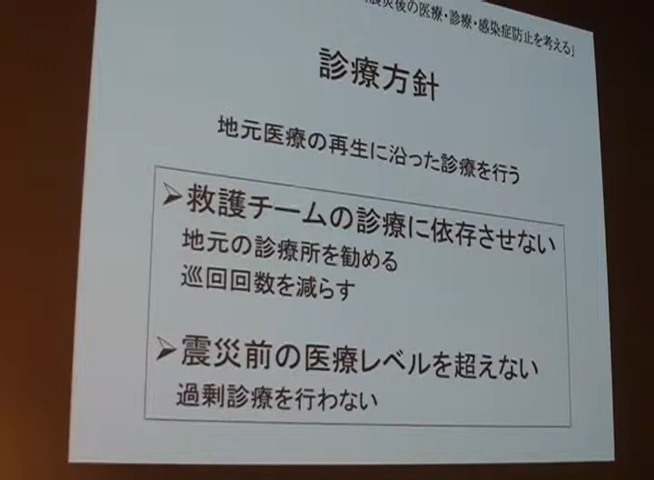 震災後の医療・診療・感染症防止を考える」
診療方針
地元医療の再生に沿った診療を行う
➢救護チームの診療に依存させない
地元の診療所を勧める
巡回回数を減らす
➢震災前の医療レベルを超えない
過剰診療を行わない